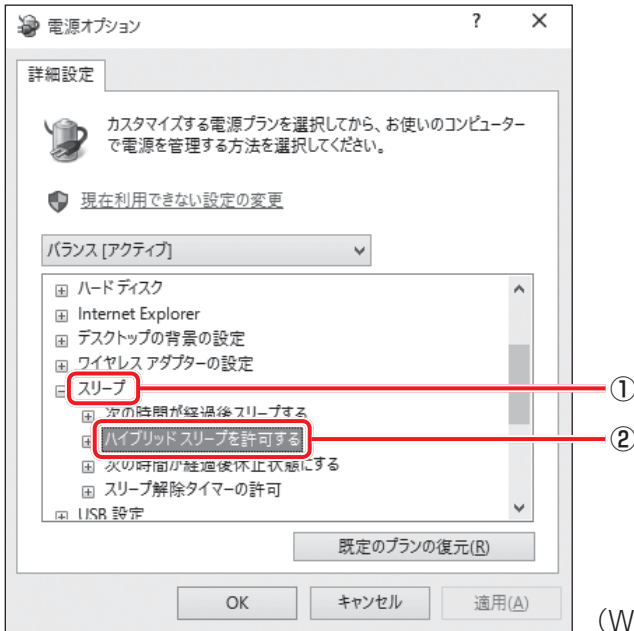 電源オプション
? ×
詳細設定
カスタマイズする電源プランを選択してから、お使いのコンピューター
で電源を管理する方法を選択してください。
現在利用できない設定の変更
バランス [アクティブ]
ハード ディスク
Internet Explorer
デスクトップの背景の設定
ワイヤレス アダプターの設定
スリープ
①
次の時間が経過後スリープする
ハイブリッド スリープを許可する
②
次の時間が経過後休止状態にする
スリープ解除タイマーの許可
USB 設定
既定のプランの復元(R)
OK
キャンセル
適用(A)
(W